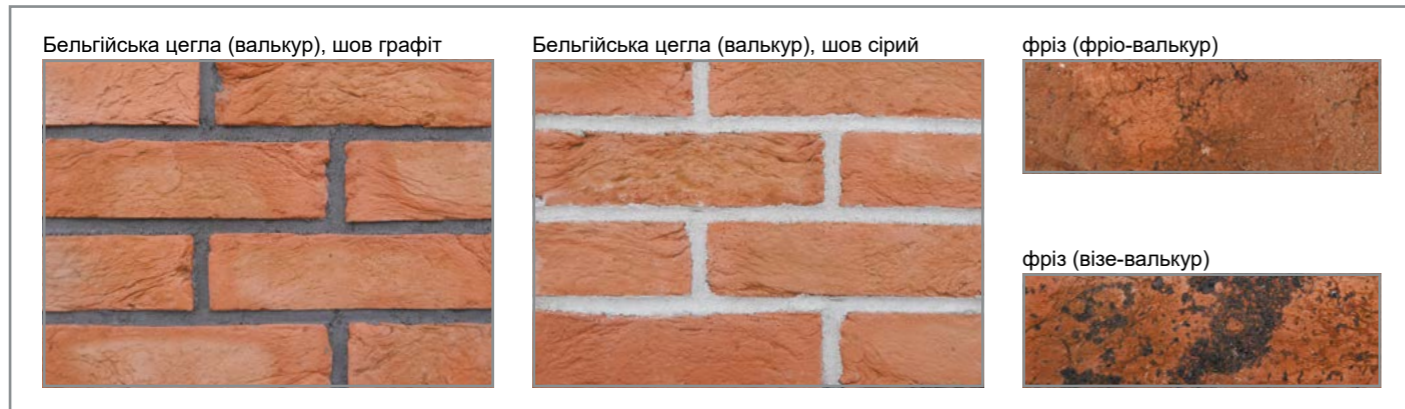 Бельгійська цегла (валькур), шов графіт
Бельгійська цегла (валькур), шов сірий
фріз (фріо-валькур)
фріз (візе-валькур)